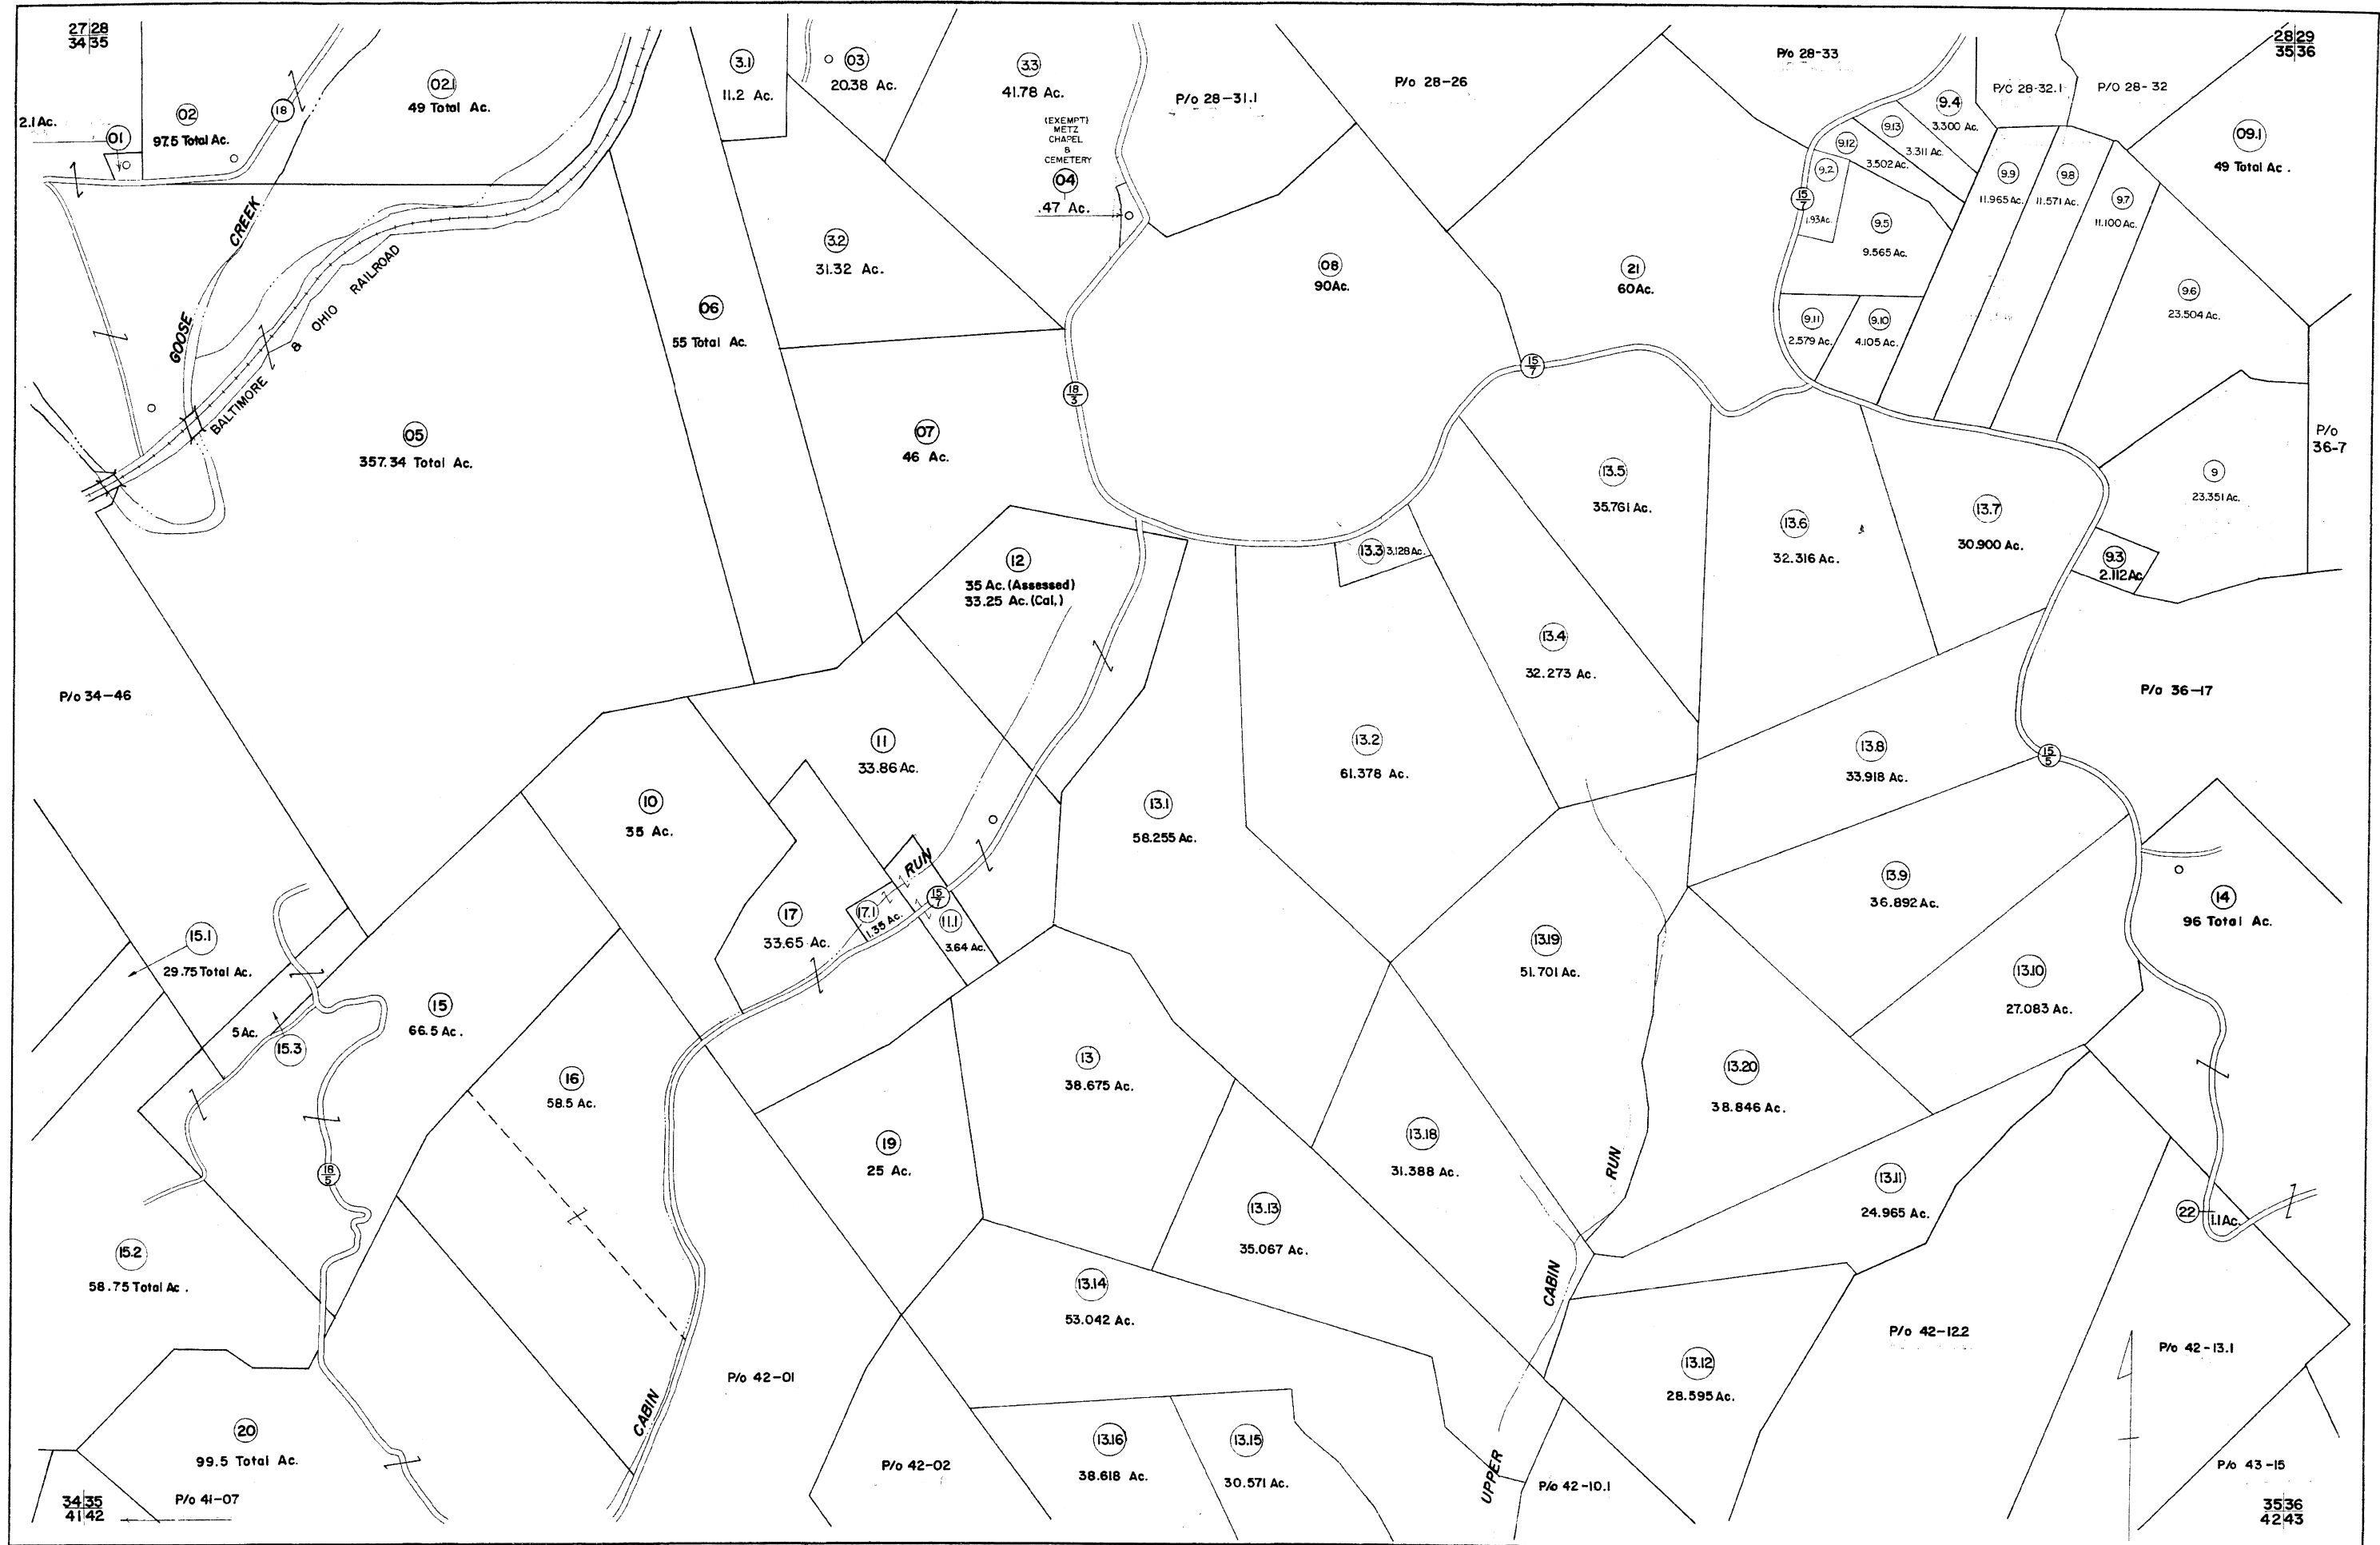 27|28
34|35
28|29
35|36
2.1 Ac.
01
02
97.5 Total Ac.
18
02.1
49 Total Ac.
3.1
11.2 Ac.
03
20.38 Ac.
3.3
41.78 Ac.
(EXEMPT)
METZ
CHAPEL
&
CEMETERY
04
.47 Ac.
P/o 28-31.1
P/o 28-26
P/o 28-33
P/O 28-32.1
P/O 28-32
09.1
49 Total Ac.
9.4
3.300 Ac.
9.13
3.311 Ac.
9.12
3.502 Ac.
9.2
1.93 Ac.
15/7
9.5
9.565 Ac.
9.9
11.965 Ac.
9.8
11.571 Ac.
9.7
11.100 Ac.
9.6
23.504 Ac.
9.11
2.579 Ac.
9.10
4.105 Ac.
GOOSE CREEK
BALTIMORE & OHIO RAILROAD
3.2
31.32 Ac.
06
55 Total Ac.
08
90 Ac.
21
60 Ac.
15/7
18/3
05
357.34 Total Ac.
07
46 Ac.
P/o
36-7
9
23.351 Ac.
13.5
35.761 Ac.
13.6
32.316 Ac.
13.7
30.900 Ac.
9.3
2.112 Ac.
13.3 3.128 Ac.
12
35 Ac. (Assessed)
33.25 Ac. (Cal.)
13.4
32.273 Ac.
P/o 34-46
P/o 36-17
11
33.86 Ac.
13.2
61.378 Ac.
13.8
33.918 Ac.
15/5
10
35 Ac.
13.1
58.255 Ac.
13.9
36.892 Ac.
14
96 Total Ac.
RUN
15/7
17
33.65 Ac.
17.1
1.35 Ac.
11.1
3.64 Ac.
15.1
29.75 Total Ac.
13.19
51.701 Ac.
13.10
27.083 Ac.
15
66.5 Ac.
5 Ac.
15.3
16
58.5 Ac.
13
38.675 Ac.
13.20
38.846 Ac.
18/5
19
25 Ac.
13.18
31.388 Ac.
13.11
24.965 Ac.
22
1.1 Ac.
13.13
35.067 Ac.
15.2
58.75 Total Ac.
13.14
53.042 Ac.
UPPER CABIN RUN
P/o 42-12.2
P/o 42-13.1
13.12
28.595 Ac.
CABIN
P/o 42-01
20
99.5 Total Ac.
P/o 42-02
13.16
38.618 Ac.
13.15
30.571 Ac.
P/o 42-10.1
P/o 43-15
34|35
41|42
P/o 41-07
35|36
42|43